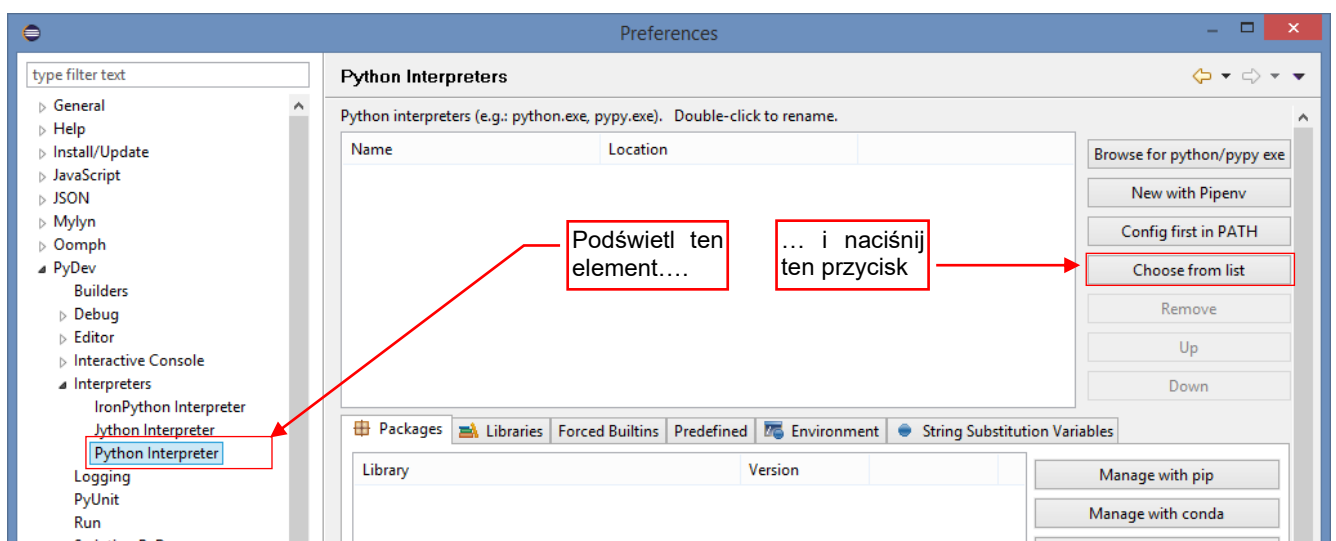 Preferences
type filter text
General
Help
Install/Update
JavaScript
JSON
Mylyn
Oomph
PyDev
Builders
Debug
Editor
Interactive Console
Interpreters
IronPython Interpreter
Jython Interpreter
Python Interpreter
Logging
PyUnit
Run
Python Interpreters
Python interpreters (e.g.: python.exe, pypy.exe). Double-click to rename.
Name Location
Podświetl ten
element….
… i naciśnij
ten przycisk
Browse for python/pypy exe
New with Pipenv
Config first in PATH
Choose from list
Remove
Up
Down
Packages Libraries Forced Builtins Predefined Environment String Substitution Variables
Library Version
Manage with pip
Manage with conda